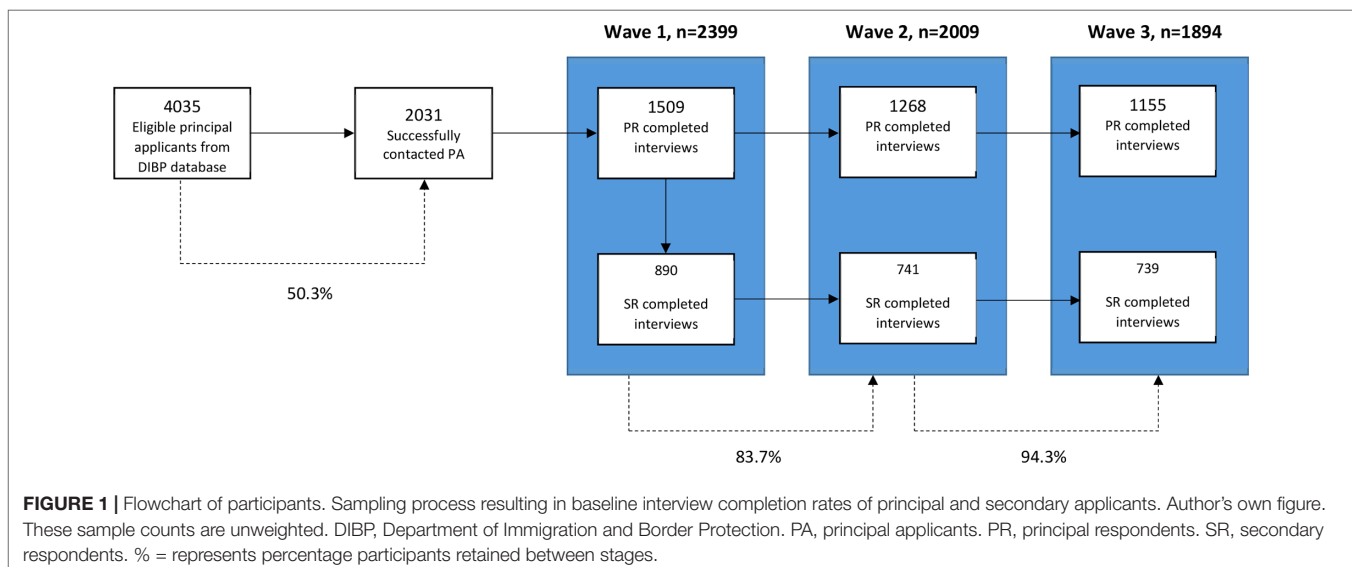 Wave 1, n=2399
Wave 2, n=2009
Wave 3, n=1894
4035
Eligible principal
applicants from
DIBP database
2031
Successfully
contacted PA
1509
PR completed
interviews
1268
PR completed
interviews
1155
PR completed
interviews
890
SR completed
interviews
741
SR completed
interviews
739
SR completed
interviews
50.3%
83.7%
94.3%
FIGURE 1 | Flowchart of participants. Sampling process resulting in baseline interview completion rates of principal and secondary applicants. Author's own figure.
These sample counts are unweighted. DIBP, Department of Immigration and Border Protection. PA, principal applicants. PR, principal respondents. SR, secondary
respondents. % = represents percentage participants retained between stages.